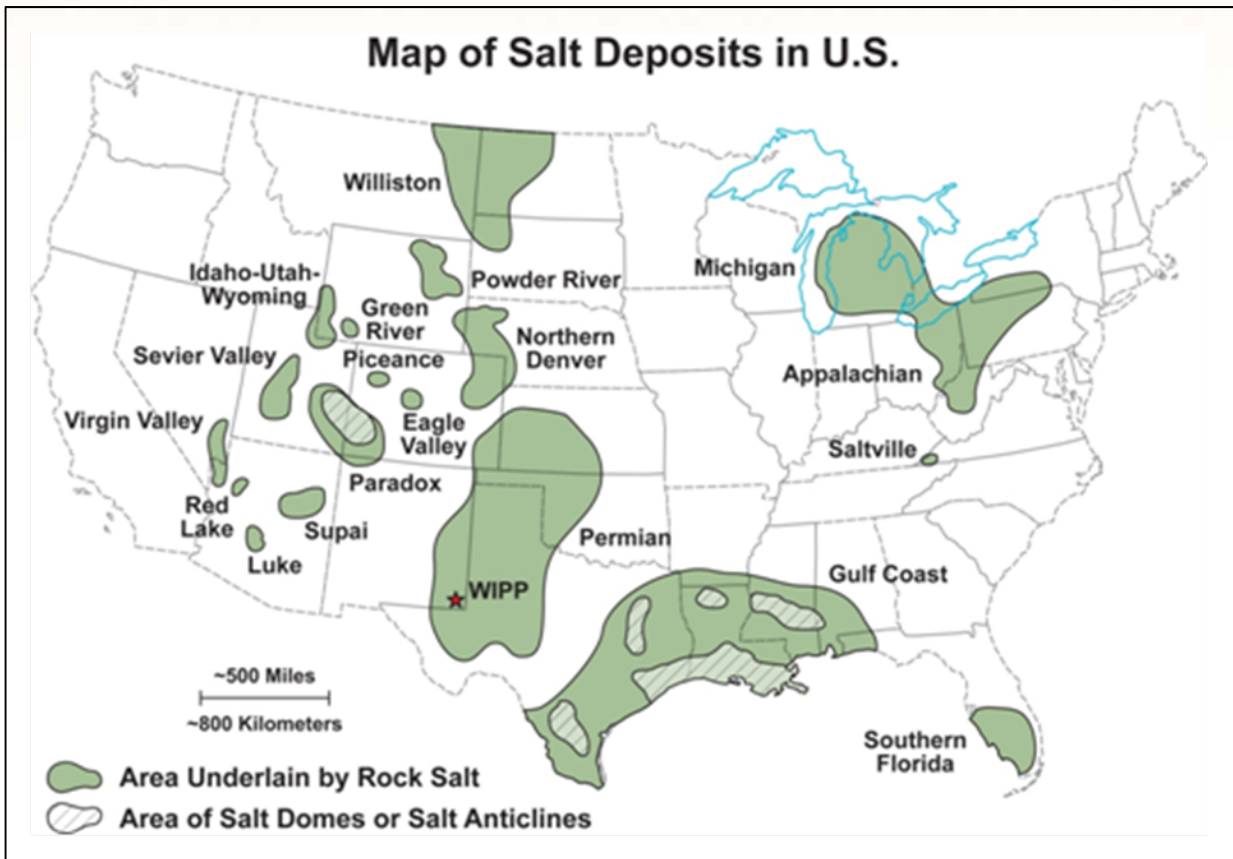 Map of Salt Deposits in U.S.
Williston
Idaho-Utah-
Wyoming
Powder River
Green
River
Michigan
Northern
Denver
Sevier Valley
Piceance
Appalachian
Virgin Valley
Eagle
Valley
Saltville
Paradox
Red
Lake
Supai
Luke
Permian
WIPP
Gulf Coast
~500 Miles
~800 Kilometers
Southern
Florida
Area Underlain by Rock Salt
Area of Salt Domes or Salt Anticlines